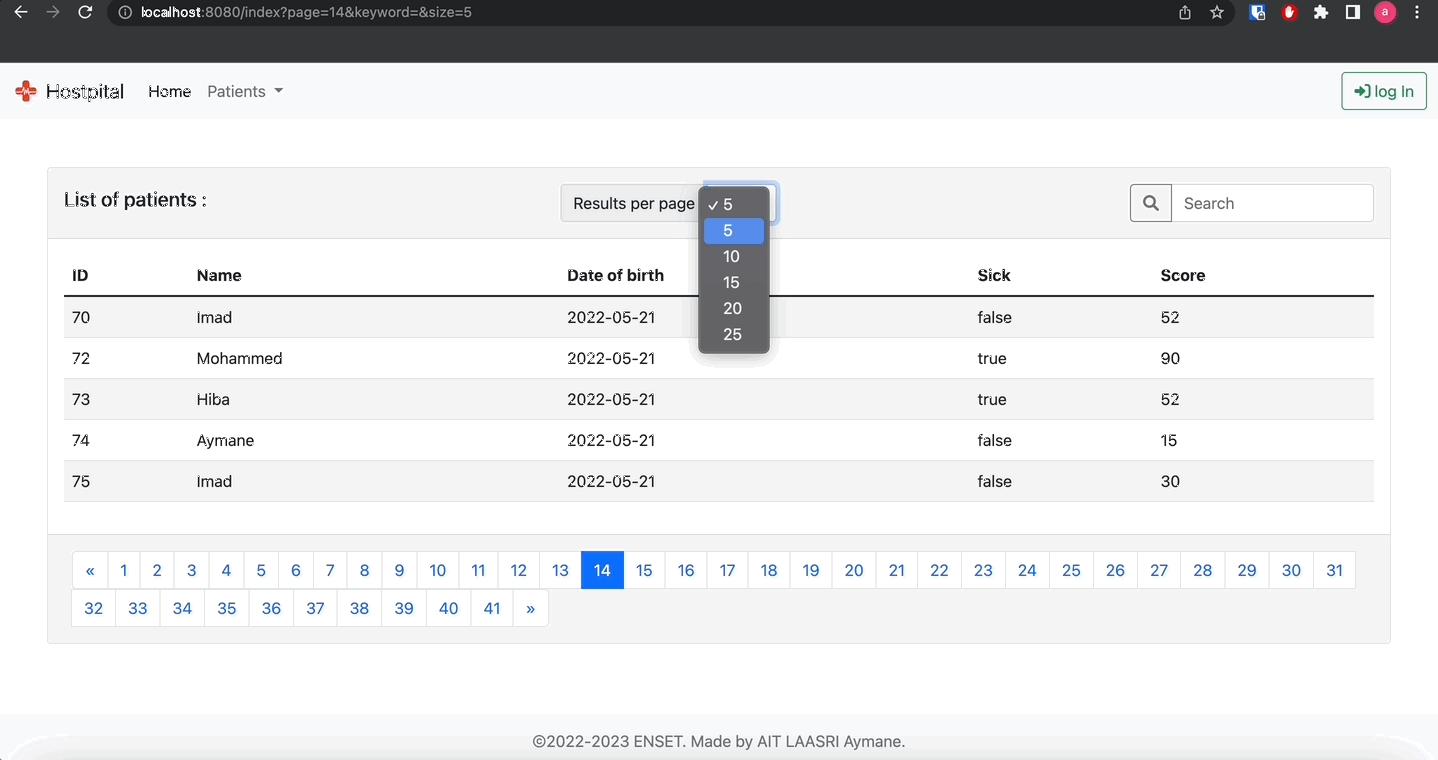 localhost:8080/index?page=14&keyword=&size=5
a
Hostpital Home Patients log In
List of patients : Results per page Search
✓ 5
5
10
15
20
25
ID Name Date of birth Sick Score
70 Imad 2022-05-21 false 52
72 Mohammed 2022-05-21 true 90
73 Hiba 2022-05-21 true 52
74 Aymane 2022-05-21 false 15
75 Imad 2022-05-21 false 30
« 1 2 3 4 5 6 7 8 9 10 11 12 13 14 15 16 17 18 19 20 21 22 23 24 25 26 27 28 29 30 31
32 33 34 35 36 37 38 39 40 41 »
©2022-2023 ENSET. Made by AIT LAASRI Aymane.